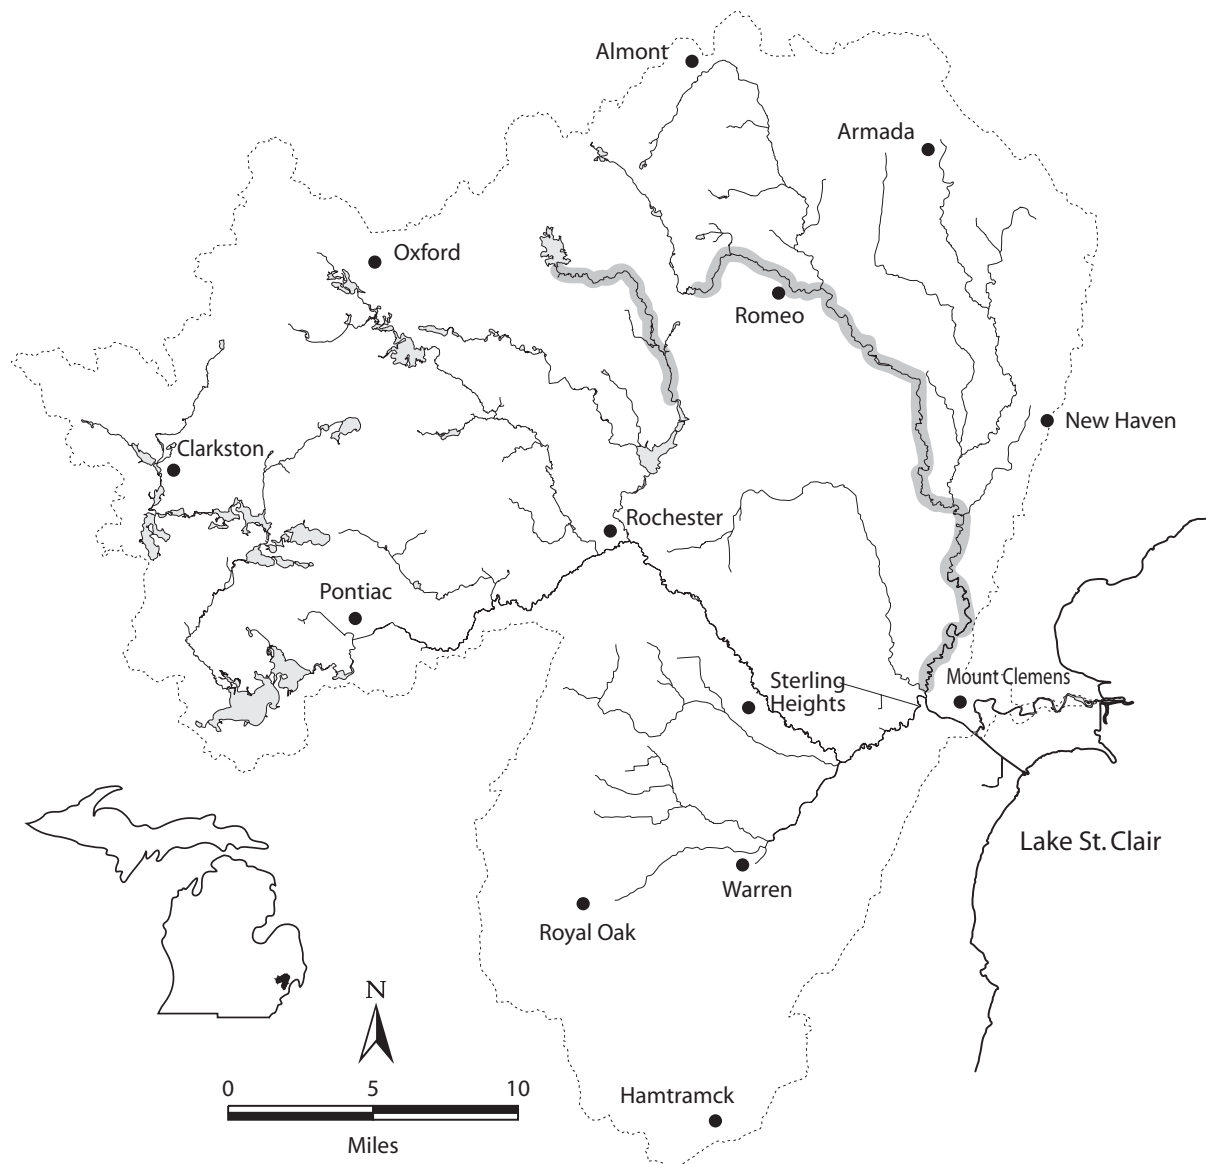 Almont
Armada
Oxford
Romeo
New Haven
Clarkston
Rochester
Pontiac
Mount Clemens
Sterling
Heights
Lake St. Clair
Warren
Royal Oak
N
0 5 10
Miles
Hamtramck